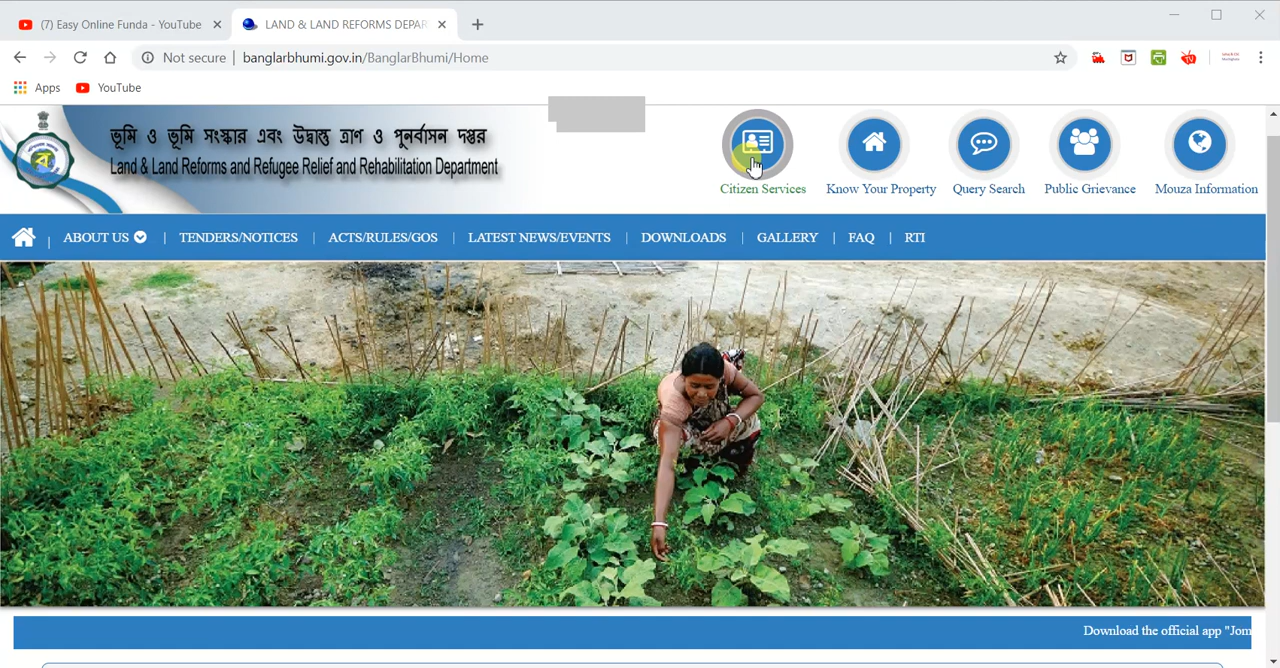 (7) Easy Online Funda - YouTube
LAND & LAND REFORMS DEPAR
Not secure | banglarbhumi.gov.in/BanglarBhumi/Home
Apps YouTube
ভূমি ও ভূমি সংস্কার এবং উদ্বাস্তু ত্রাণ ও পুনর্বাসন দপ্তর
Land & Land Reforms and Refugee Relief and Rehabilitation Department
Citizen Services Know Your Property Query Search Public Grievance Mouza Information
ABOUT US | TENDERS/NOTICES | ACTS/RULES/GOS | LATEST NEWS/EVENTS | DOWNLOADS | GALLERY | FAQ | RTI
Download the official app "Jom